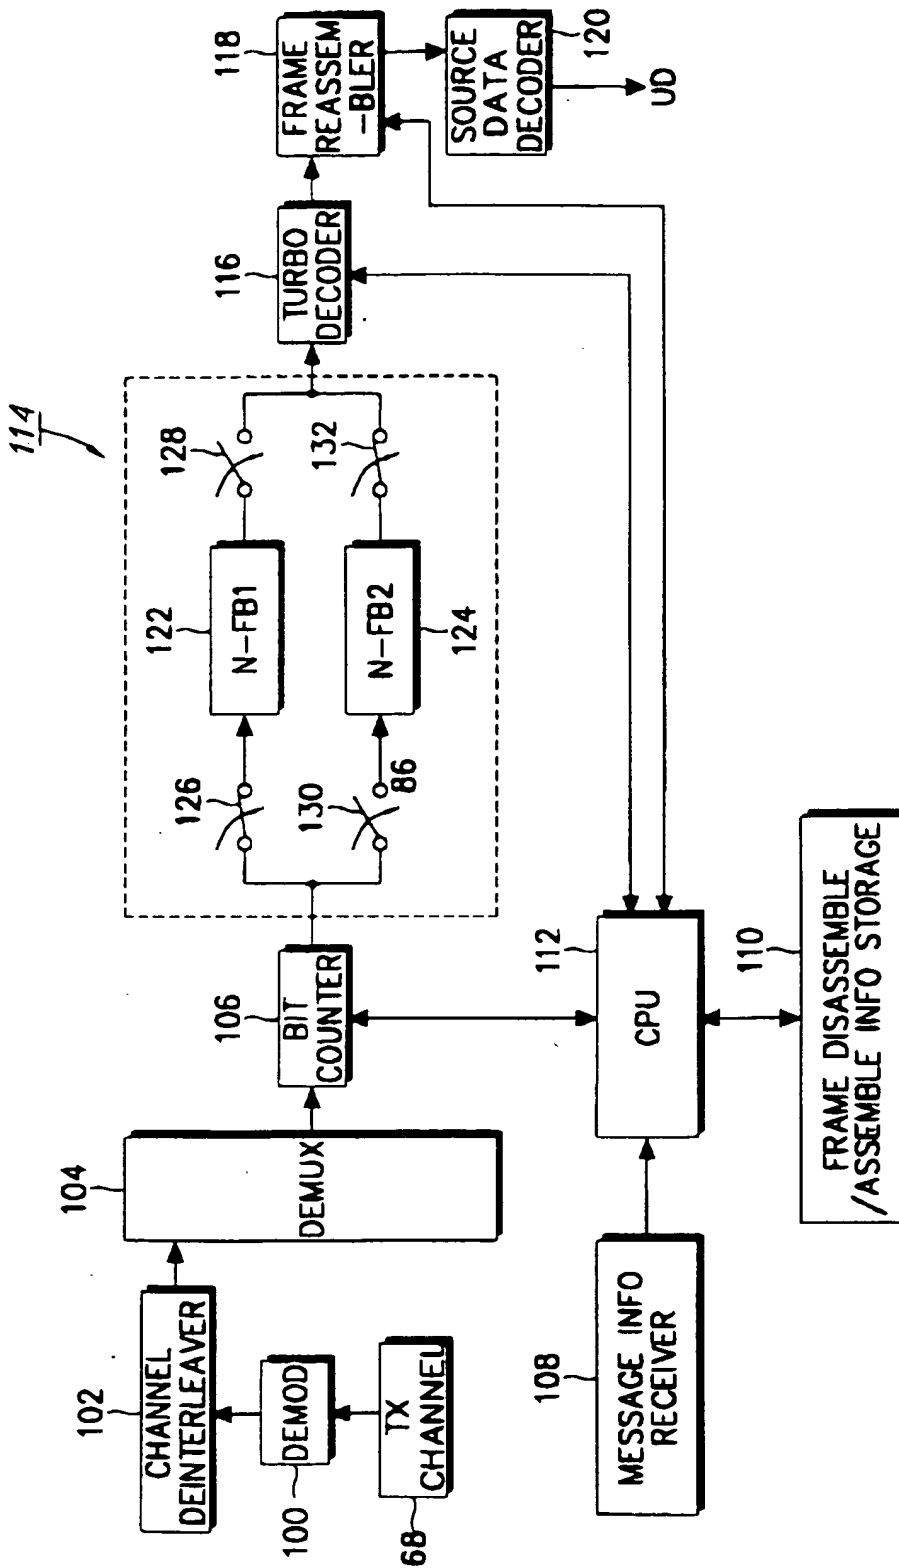 114
102
CHANNEL
DEINTERLEAVER
100
DEMOD
68
TX
CHANNEL
104
DEMUX
106
BIT
COUNTER
126
130
86
122
N-FB1
N-FB2
124
128
132
116
TURBO
DECODER
118
FRAME
REASSEM
-BLER
SOURCE
DATA
DECODER
120
UD
108
MESSAGE INFO
RECEIVER
112
CPU
110
FRAME DISASSEMBLE
/ASSEMBLE INFO STORAGE